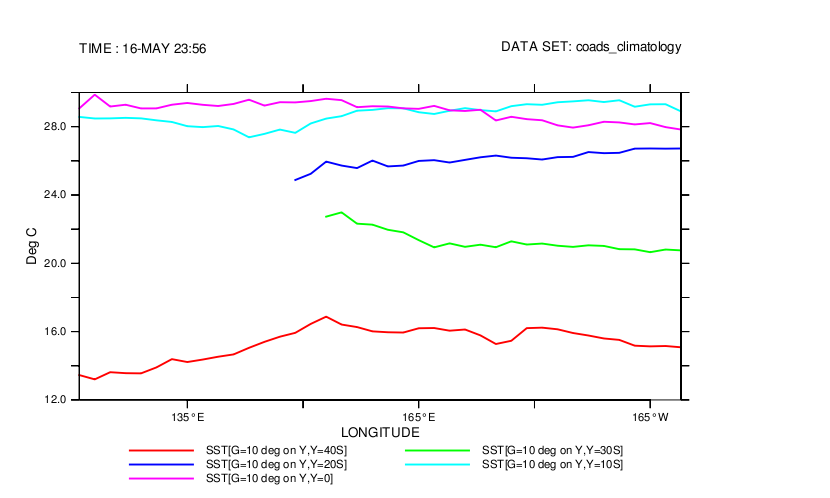 TIME : 16-MAY 23:56
DATA SET: coads_climatology
28.0
24.0
20.0
16.0
12.0
Deg C
135°E
165°E
165°W
LONGITUDE
SST[G=10 deg on Y,Y=40S]
SST[G=10 deg on Y,Y=30S]
SST[G=10 deg on Y,Y=20S]
SST[G=10 deg on Y,Y=10S]
SST[G=10 deg on Y,Y=0]